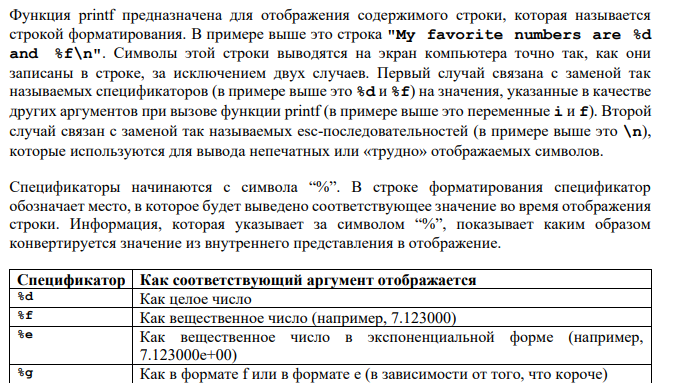 Функция printf предназначена для отображения содержимого строки, которая называется
строкой форматирования. В примере выше это строка "My favorite numbers are %d
and %f\n". Символы этой строки выводятся на экран компьютера точно так, как они
записаны в строке, за исключением двух случаев. Первый случай связана с заменой так
называемых спецификаторов (в примере выше это %d и %f) на значения, указанные в качестве
других аргументов при вызове функции printf (в примере выше это переменные i и f). Второй
случай связан с заменой так называемых esc-последовательностей (в примере выше это \n),
которые используются для вывода непечатных или «трудно» отображаемых символов.
Спецификаторы начинаются с символа “%”. В строке форматирования спецификатор
обозначает место, в которое будет выведено соответствующее значение во время отображения
строки. Информация, которая указывает за символом “%”, показывает каким образом
конвертируется значение из внутреннего представления в отображение.
Спецификатор Как соответствующий аргумент отображается
%d Как целое число
%f Как вещественное число (например, 7.123000)
%e Как вещественное число в экспоненциальной форме (например,
7.123000e+00)
%g Как в формате f или в формате e (в зависимости от того, что короче)